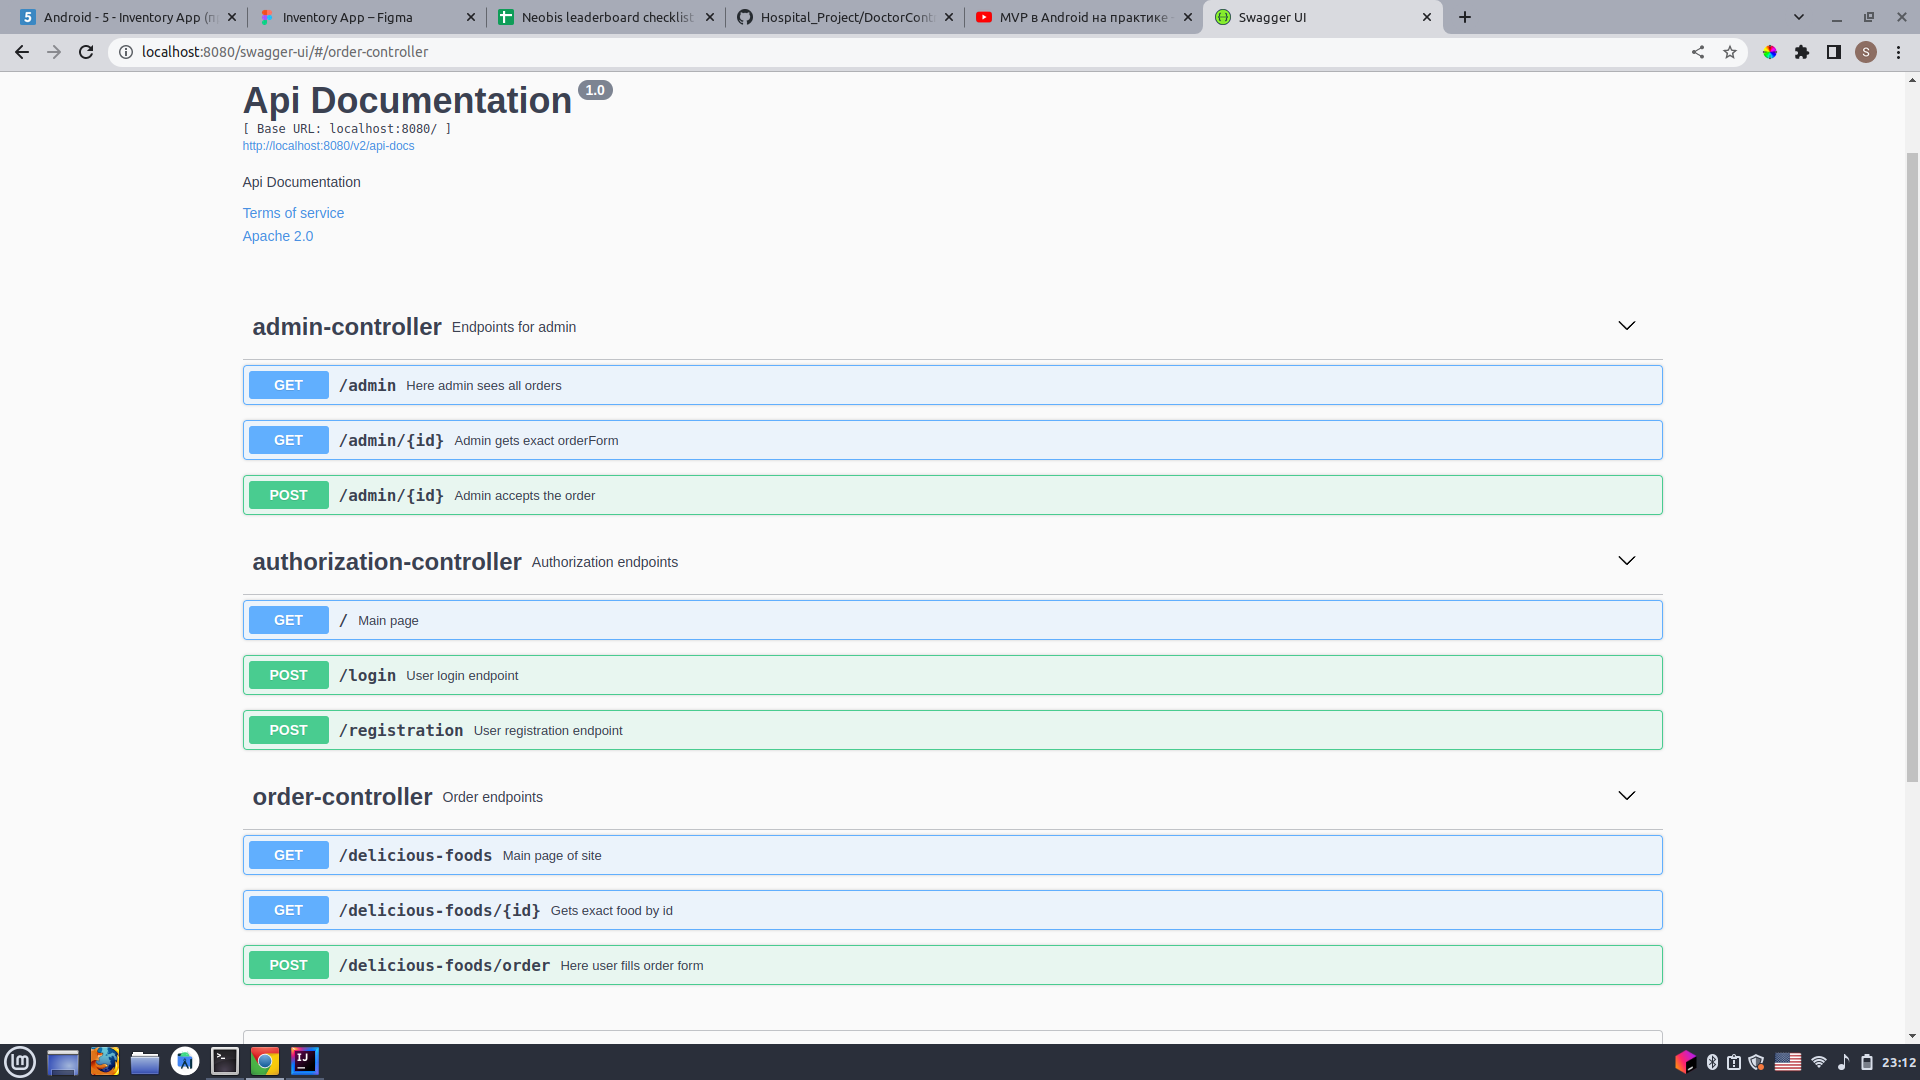 Android - 5 - Inventory App (п
Inventory App – Figma
Neobis leaderboard checklist
Hospital_Project/DoctorContr
MVP в Android на практике
Swagger UI
localhost:8080/swagger-ui/#/order-controller
S
Api Documentation 1.0
[ Base URL: localhost:8080/ ]
http://localhost:8080/v2/api-docs
Api Documentation
Terms of service
Apache 2.0
admin-controller Endpoints for admin
GET /admin Here admin sees all orders
GET /admin/{id} Admin gets exact orderForm
POST /admin/{id} Admin accepts the order
authorization-controller Authorization endpoints
GET / Main page
POST /login User login endpoint
POST /registration User registration endpoint
order-controller Order endpoints
GET /delicious-foods Main page of site
GET /delicious-foods/{id} Gets exact food by id
POST /delicious-foods/order Here user fills order form
23:12